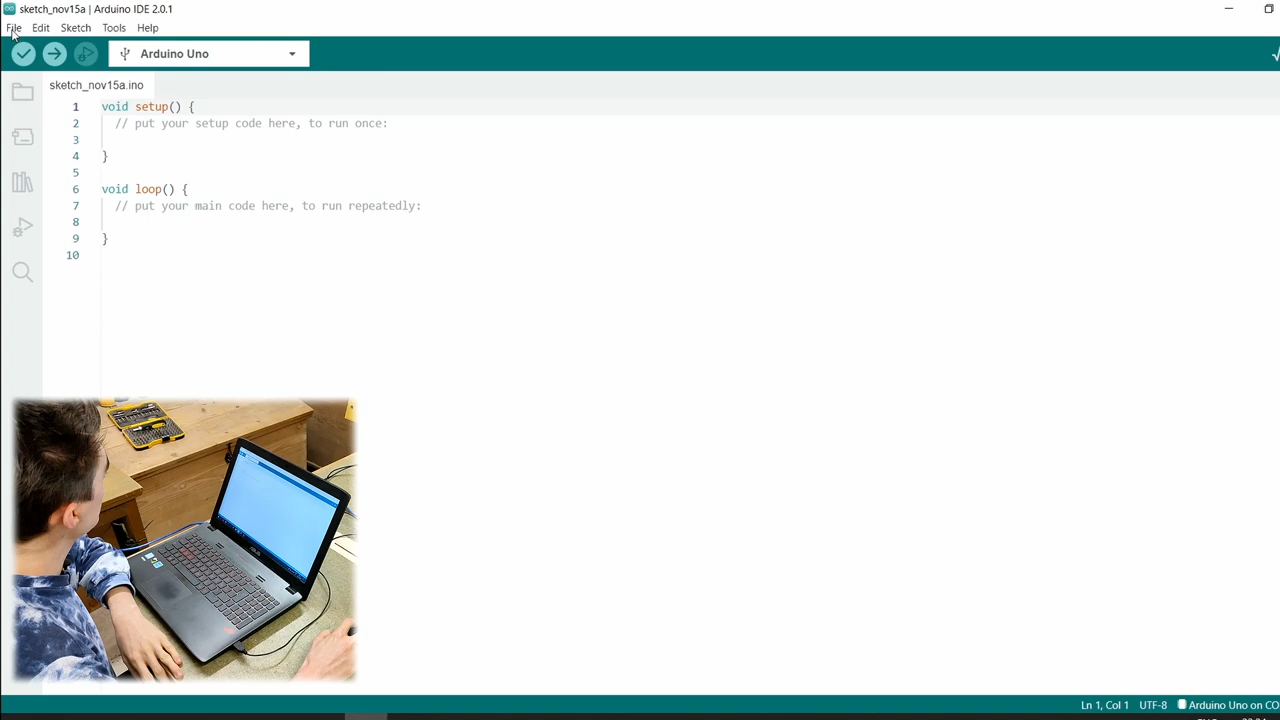 sketch_nov15a | Arduino IDE 2.0.1
File Edit Sketch Tools Help
Arduino Uno
sketch_nov15a.ino
1 void setup() {
2 // put your setup code here, to run once:
3
4 }
5
6 void loop() {
7 // put your main code here, to run repeatedly:
8
9 }
10
ASUS
Ln 1, Col 1 UTF-8 Arduino Uno on CO